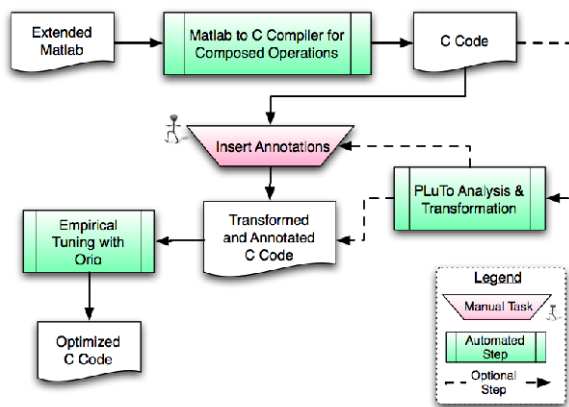 Extended
Matlab
Matlab to C Compiler for
Composed Operations
C Code
Insert Annotations
PLuTo Analysis &
Transformation
Transformed
and Annotated
C Code
Empirical
Tuning with
Orio
Optimized
C Code
Legend
Manual Task
Automated
Step
Optional
Step